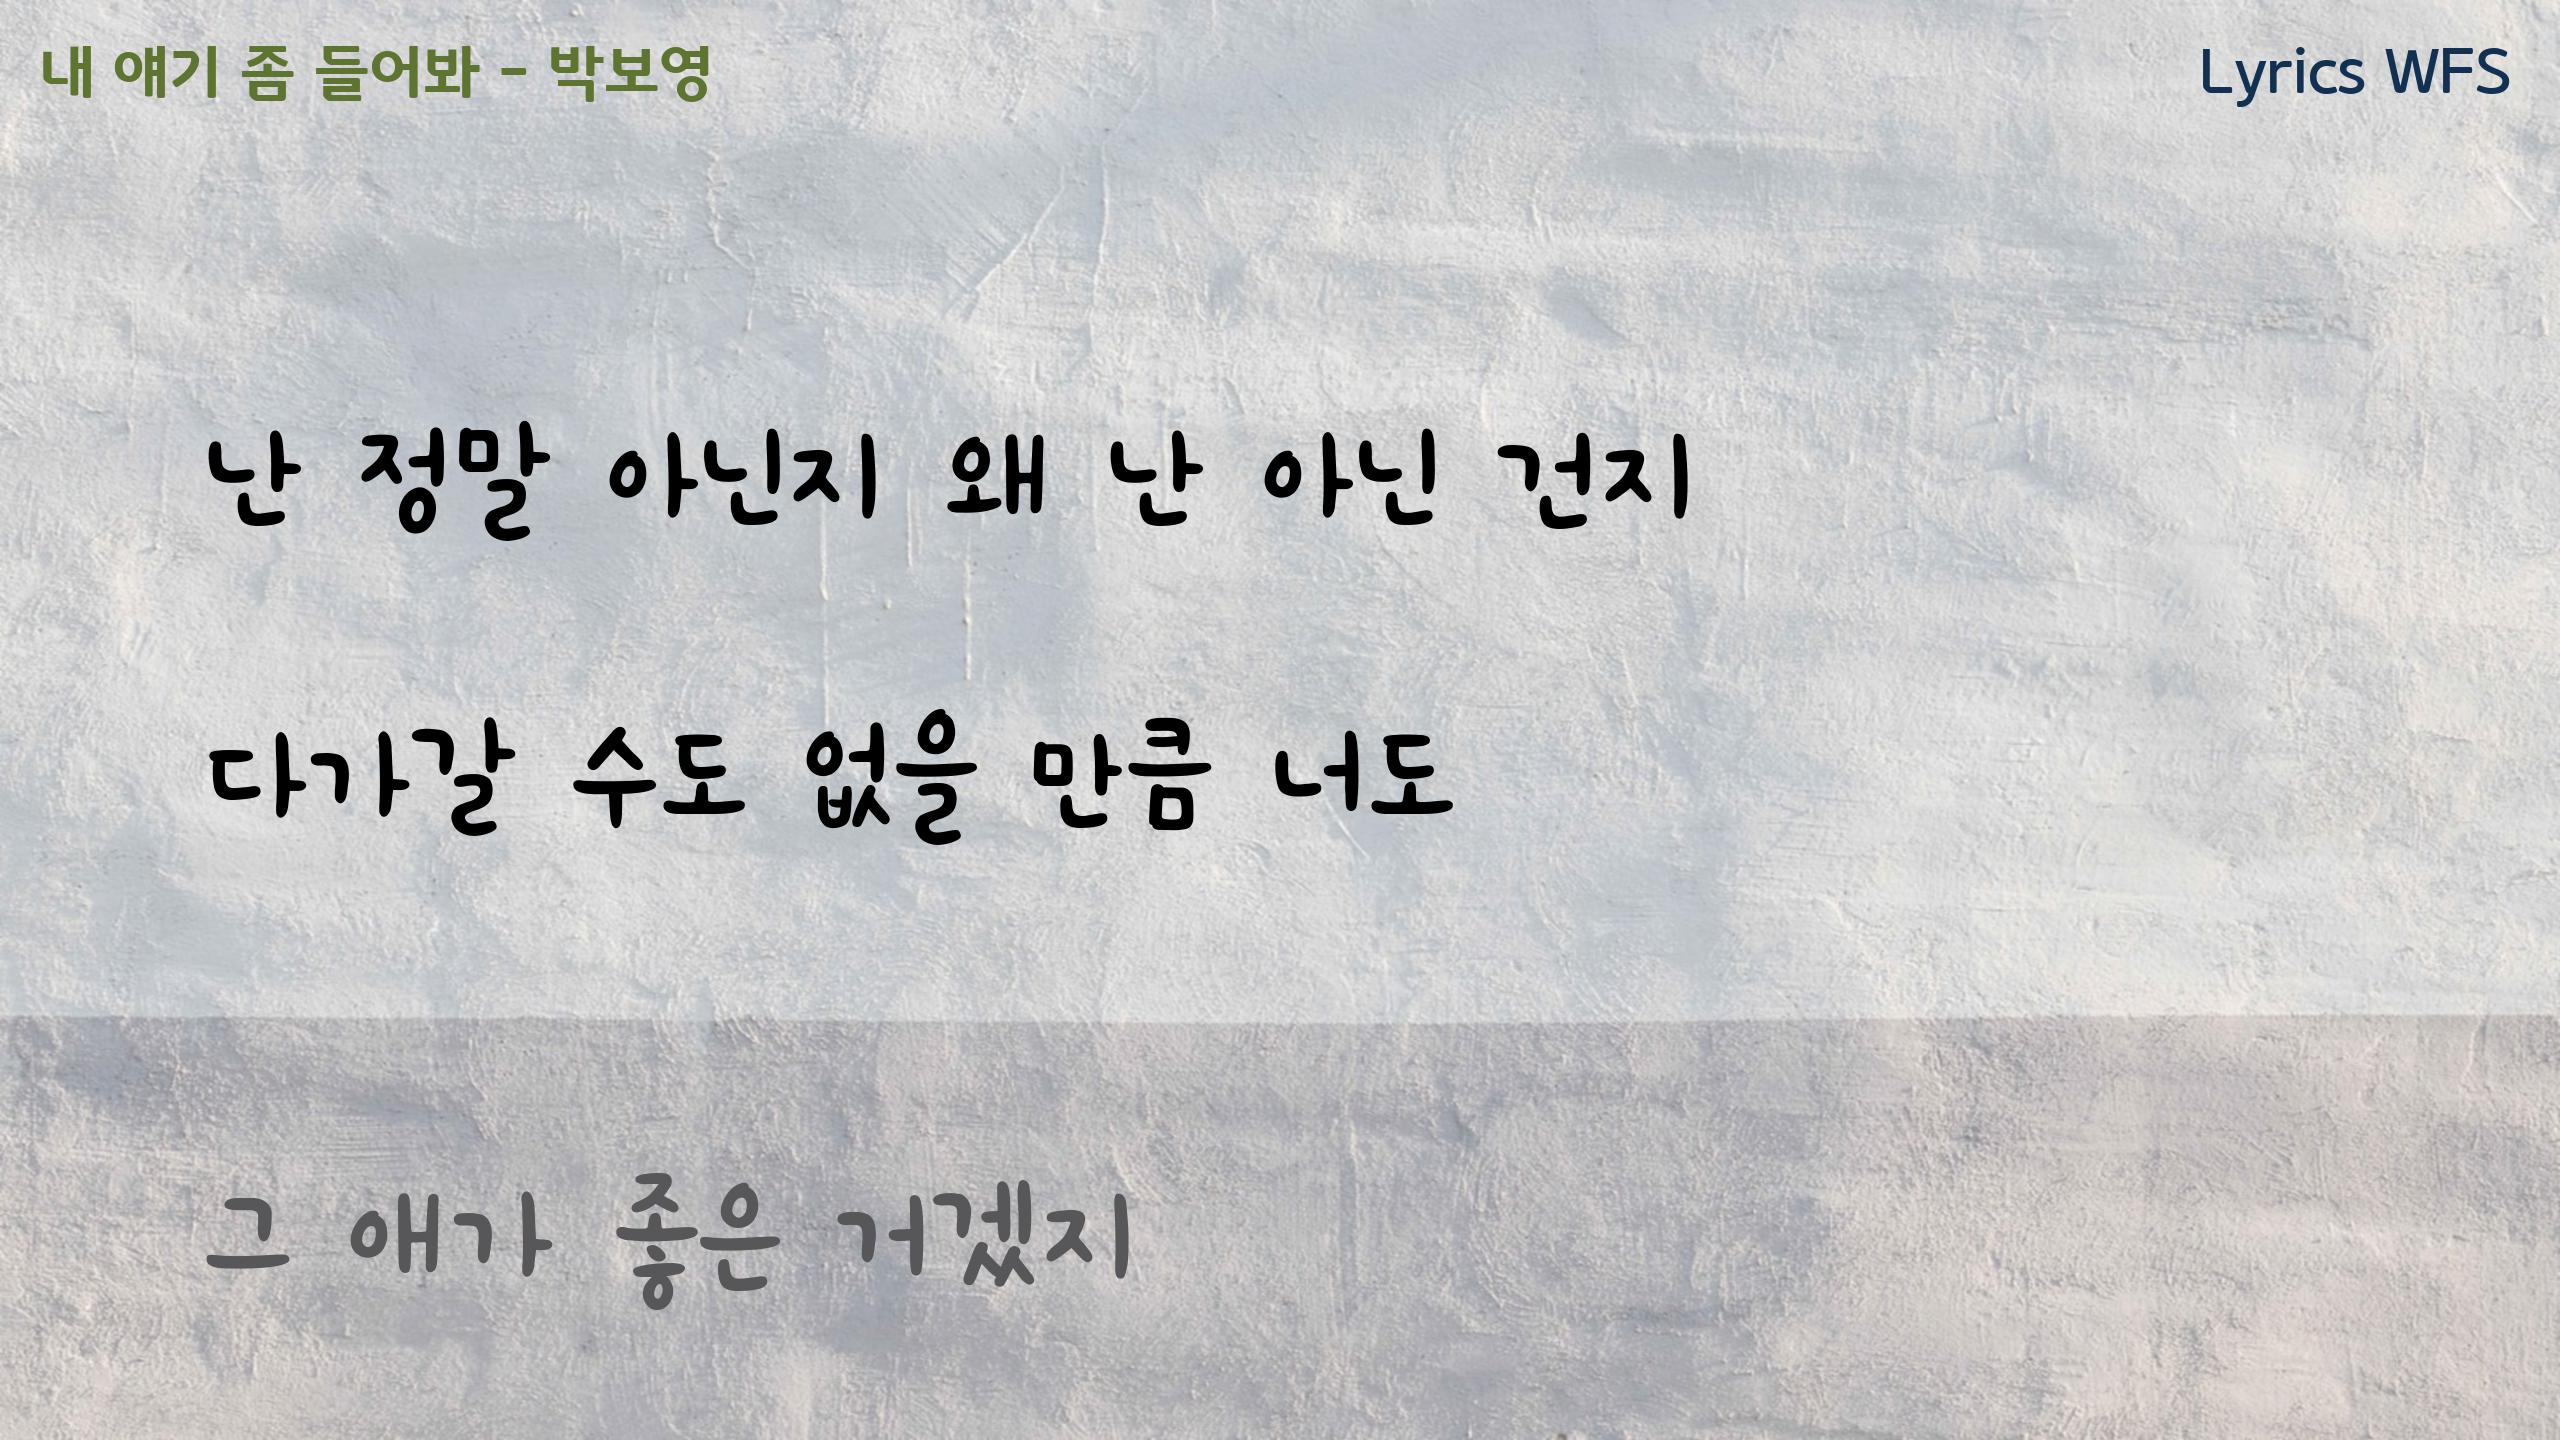 내 얘기 좀 들어봐 - 박보영
Lyrics WFS
난 정말 아닌지 왜 난 아닌 건지
다가갈 수도 없을 만큼 너도
그 애가 좋은 거겠지